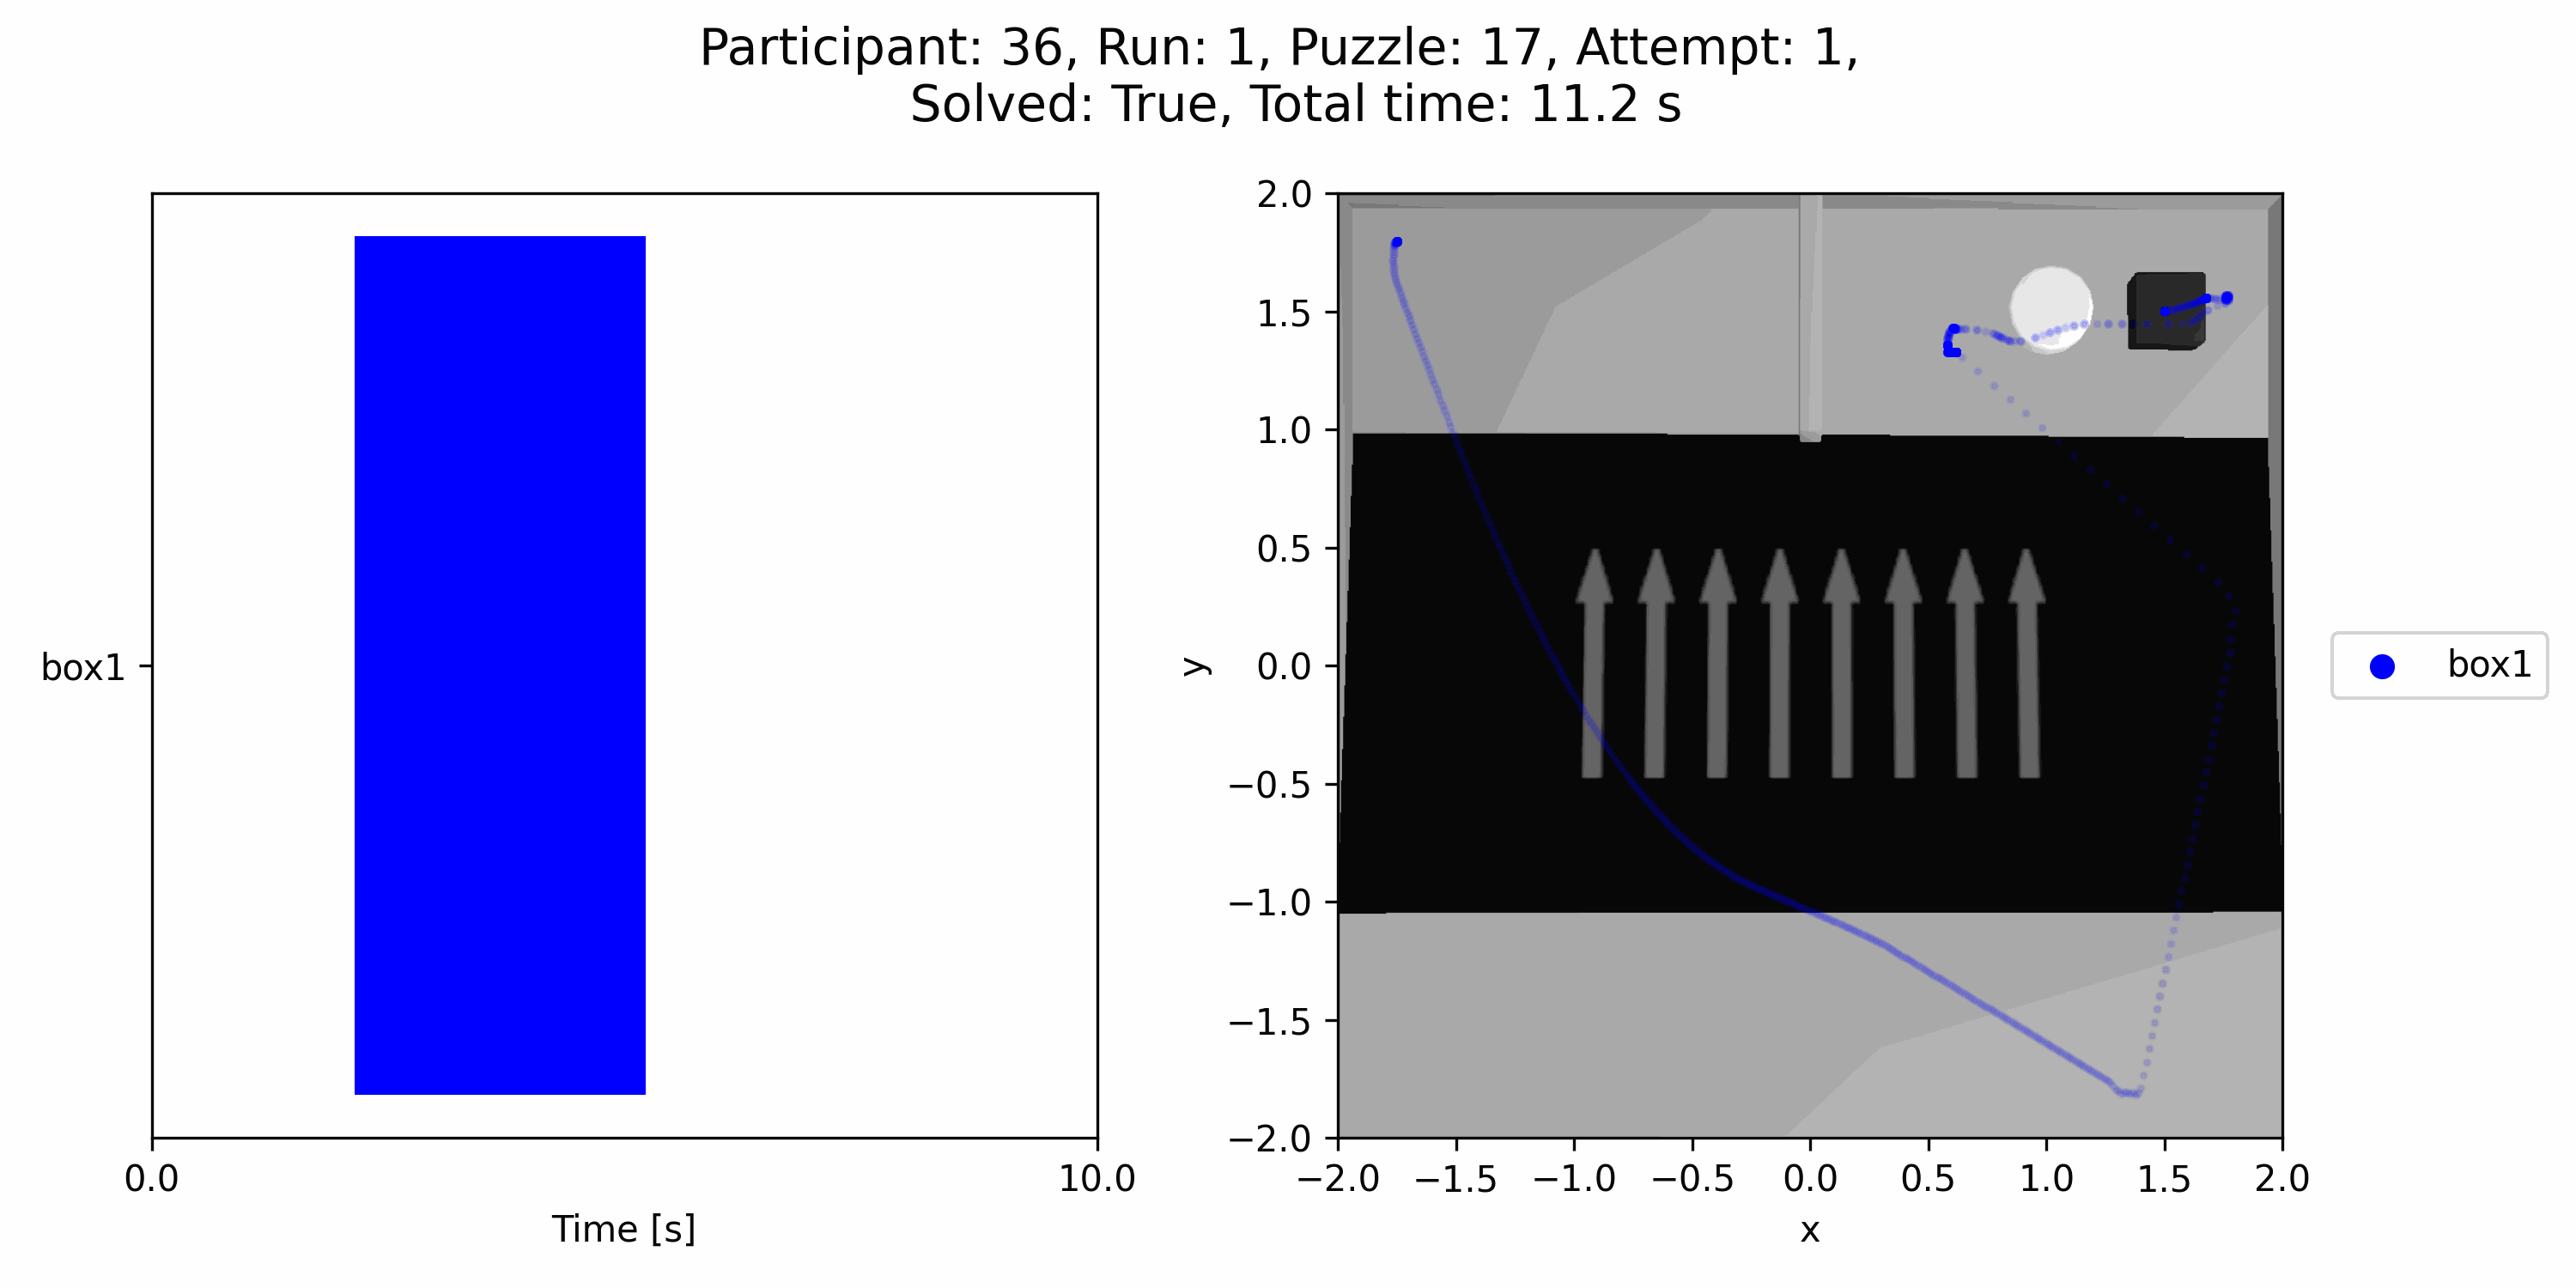 Participant: 36, Run: 1, Puzzle: 17, Attempt: 1,
Solved: True, Total time: 11.2 s
box1
0.0
10.0
Time [s]
2.0
1.5
1.0
0.5
0.0
−0.5
−1.0
−1.5
−2.0
y
−2.0 −1.5 −1.0 −0.5 0.0 0.5 1.0 1.5 2.0
x
box1